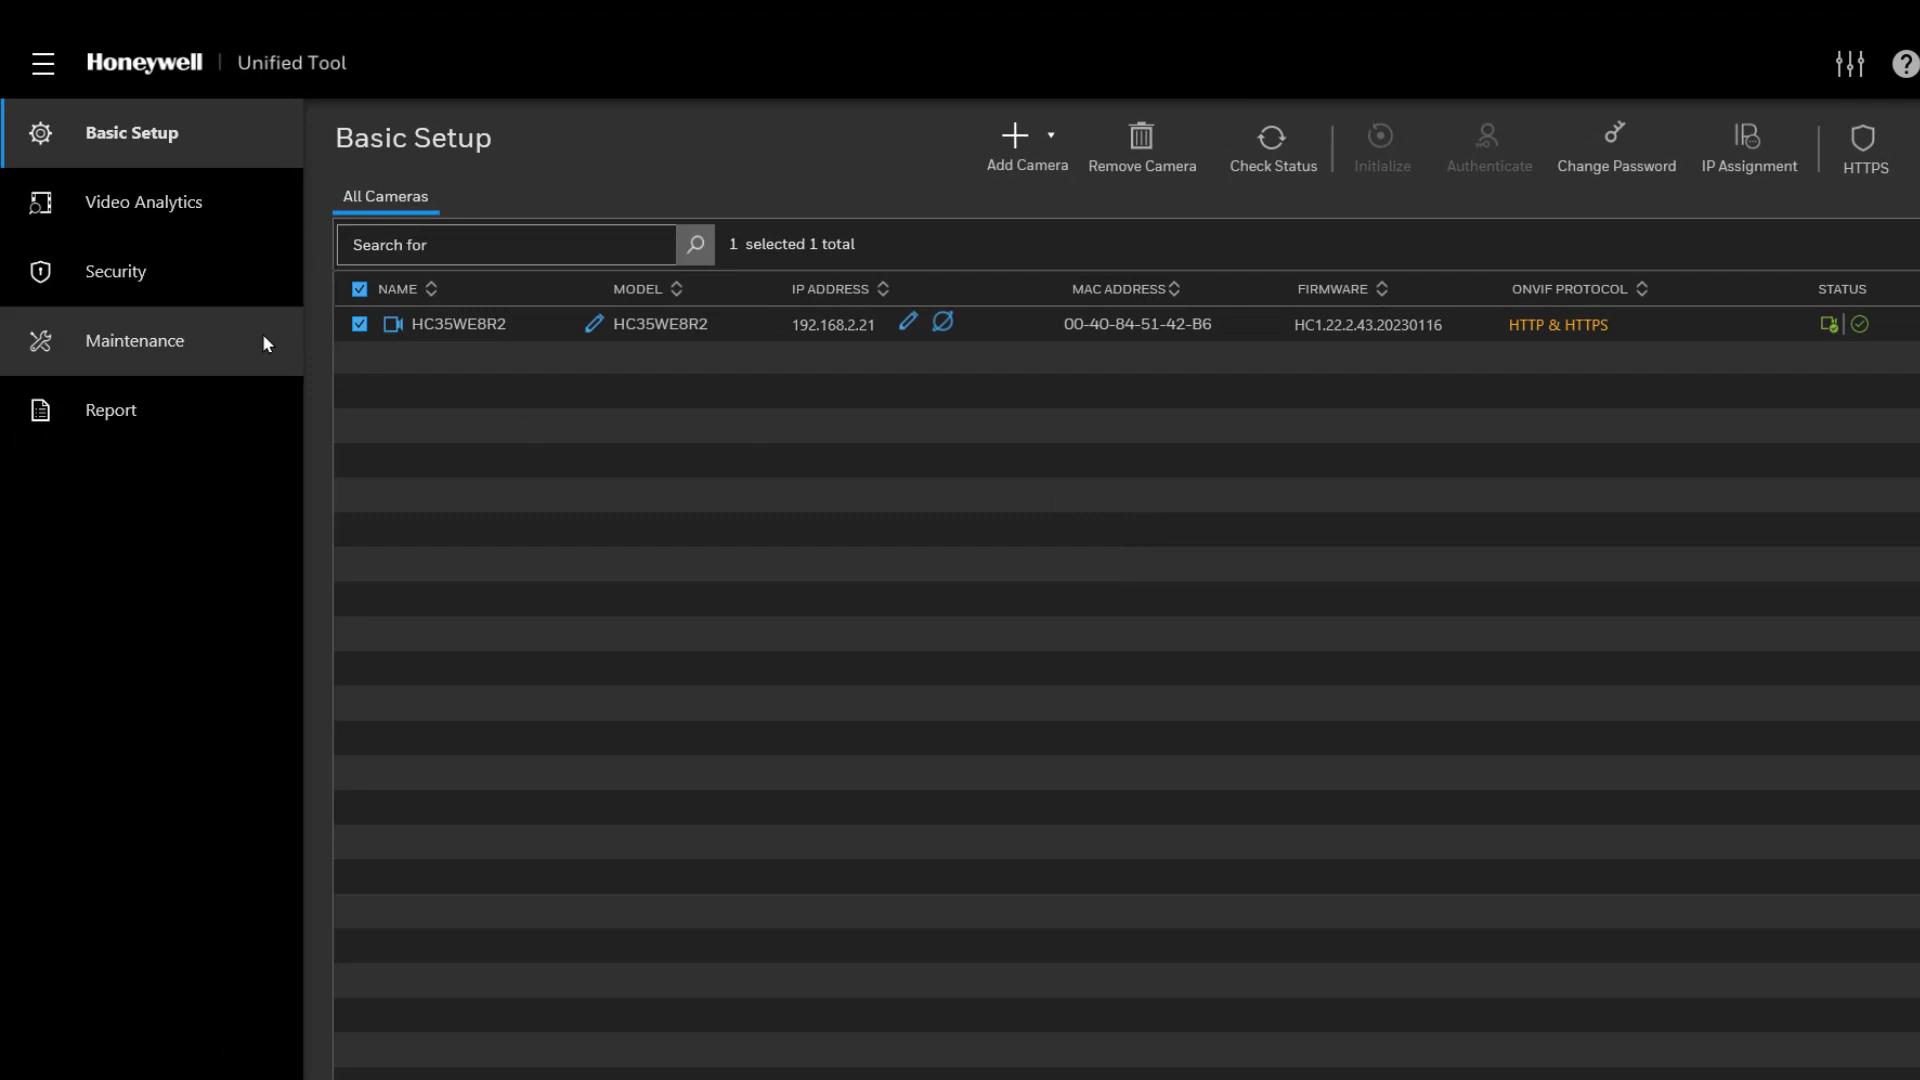 Honeywell | Unified Tool
Basic Setup
Video Analytics
Security
Maintenance
Report
Basic Setup
Add Camera
Remove Camera
Check Status
Initialize
Authenticate
Change Password
IP Assignment
HTTPS
All Cameras
Search for
1 selected 1 total
NAME MODEL IP ADDRESS MAC ADDRESS FIRMWARE ONVIF PROTOCOL STATUS
HC35WE8R2 HC35WE8R2 192.168.2.21 00-40-84-51-42-B6 HC1.22.2.43.20230116 HTTP & HTTPS